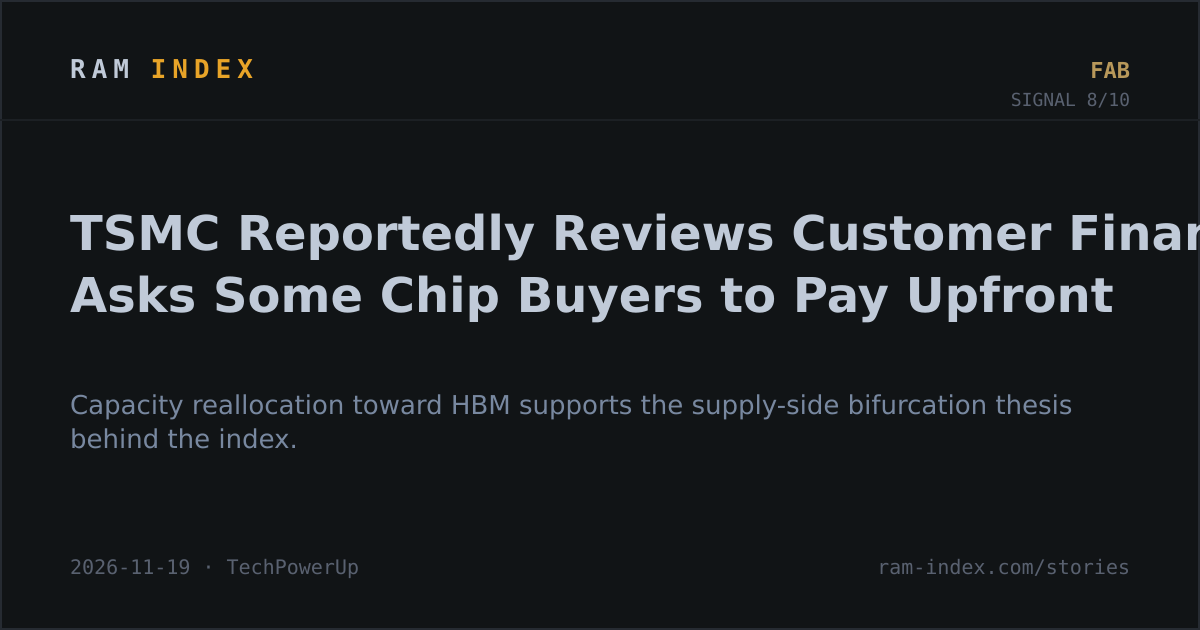 RAM INDEX
FAB
SIGNAL 8/10
TSMC Reportedly Reviews Customer
Asks Some Chip Buyers to Pay Upfront
Capacity reallocation toward HBM supports the supply-side bifurcation thesis
behind the index.
2026-11-19 · TechPowerUp
ram-index.com/stories